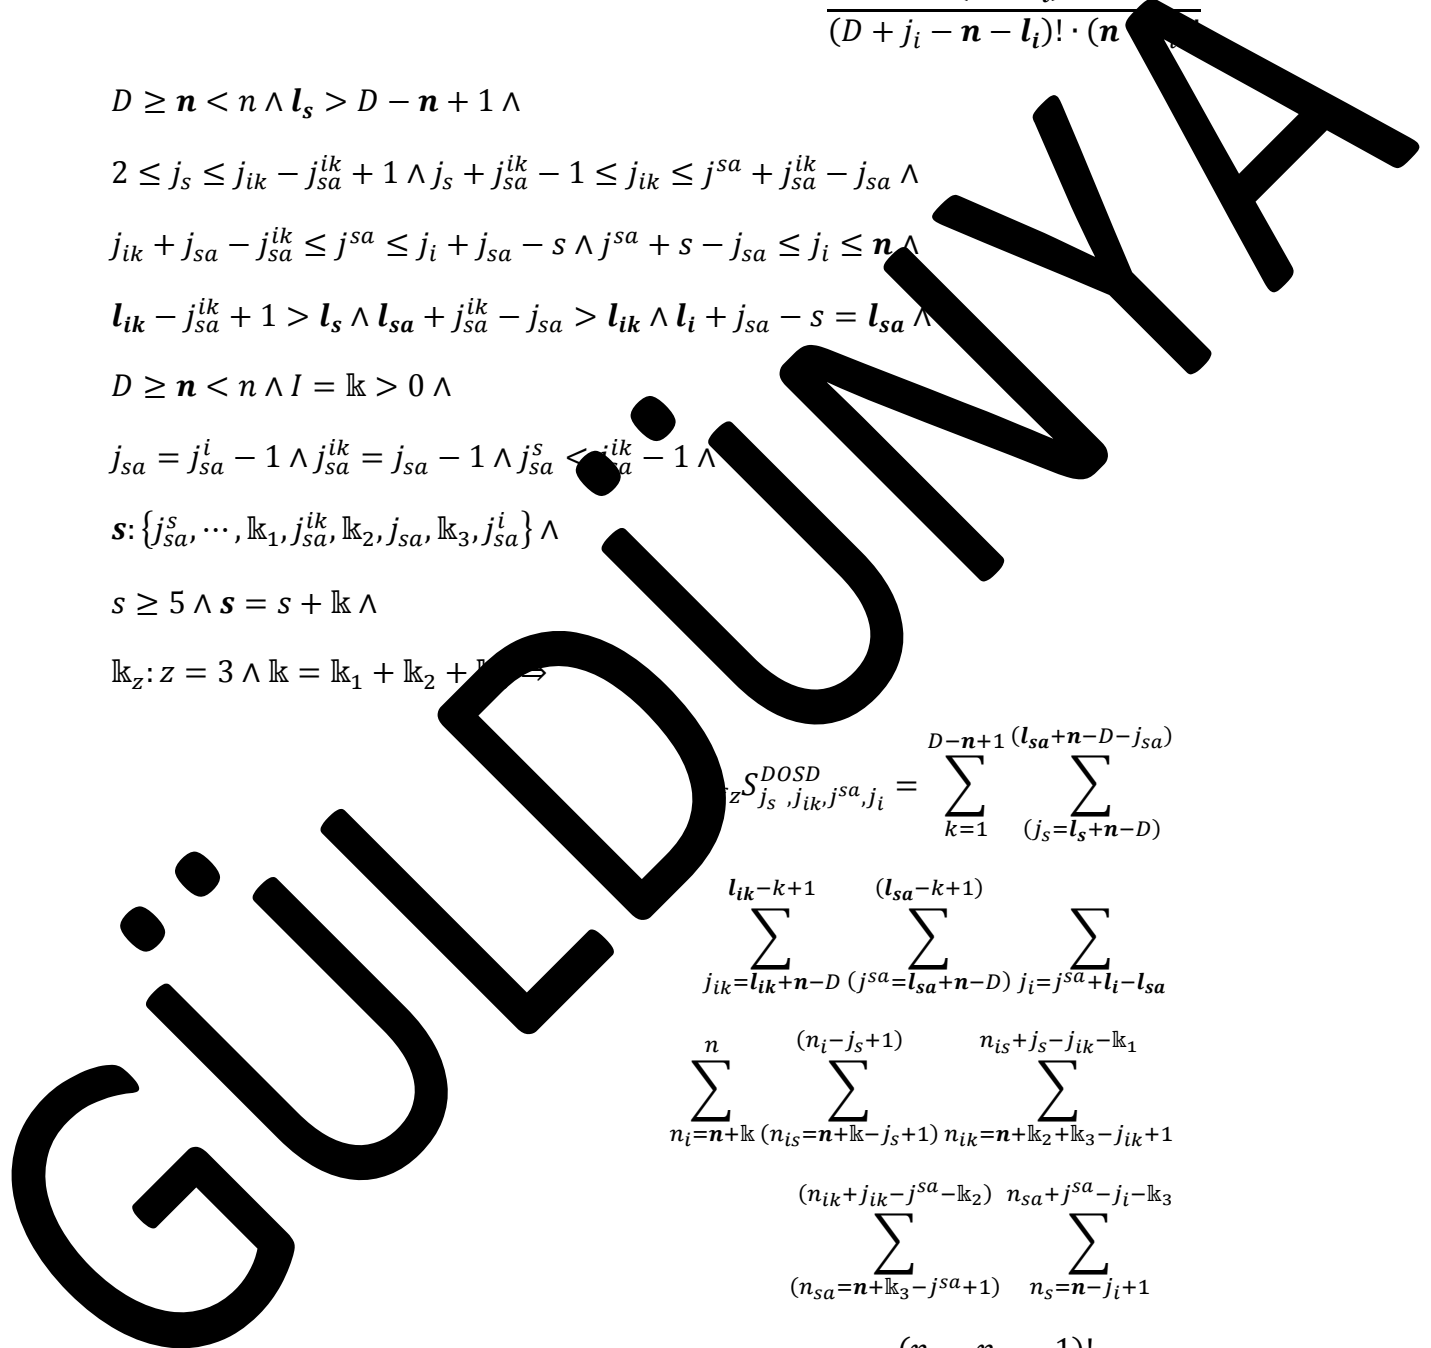 (D + j_i − n − l_i)! · (n
D ≥ n < n ∧ l_s > D − n + 1 ∧
2 ≤ j_s ≤ j_{ik} − j_{sa}^{ik} + 1 ∧ j_s + j_{sa}^{ik} − 1 ≤ j_{ik} ≤ j^{sa} + j_{sa}^{ik} − j_{sa} ∧
j_{ik} + j_{sa} − j_{sa}^{ik} ≤ j^{sa} ≤ j_i + j_{sa} − s ∧ j^{sa} + s − j_{sa} ≤ j_i ≤ n ∧
l_{ik} − j_{sa}^{ik} + 1 > l_s ∧ l_{sa} + j_{sa}^{ik} − j_{sa} > l_{ik} ∧ l_i + j_{sa} − s = l_{sa} ∧
D ≥ n < n ∧ I = 𝕜 > 0 ∧
j_{sa} = j_{sa}^{i} − 1 ∧ j_{sa}^{ik} = j_{sa} − 1 ∧ j_{sa}^{s} < j_{sa}^{ik} − 1 ∧
s: {j_{sa}^{s}, ⋯ , 𝕜_1, j_{sa}^{ik}, 𝕜_2, j_{sa}, 𝕜_3, j_{sa}^{i}} ∧
s ≥ 5 ∧ s = s + 𝕜 ∧
𝕜_z: z = 3 ∧ 𝕜 = 𝕜_1 + 𝕜_2 + ⇒
_z S_{j_s ,j_{ik},j^{sa},j_i}^{DOSD} = ∑_{k=1}^{D−n+1} ∑_{(j_s=l_s+n−D)}^{(l_{sa}+n−D−j_{sa})}
∑_{j_{ik}=l_{ik}+n−D}^{l_{ik}−k+1} ∑_{(j^{sa}=l_{sa}+n−D)}^{(l_{sa}−k+1)} ∑_{j_i=j^{sa}+l_i−l_{sa}}
∑_{n_i=n+𝕜}^{n} ∑_{(n_{is}=n+𝕜−j_s+1)}^{(n_i−j_s+1)} ∑_{n_{ik}=n+𝕜_2+𝕜_3−j_{ik}+1}^{n_{is}+j_s−j_{ik}−𝕜_1}
∑_{(n_{sa}=n+𝕜_3−j^{sa}+1)}^{(n_{ik}+j_{ik}−j^{sa}−𝕜_2)} ∑_{n_s=n−j_i+1}^{n_{sa}+j^{sa}−j_i−𝕜_3}
GÜLDÜNYA